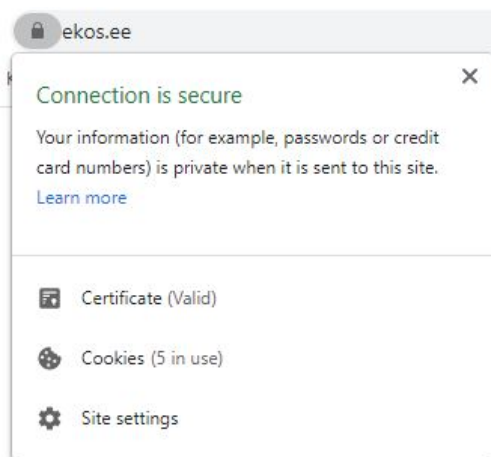 ekos.ee
Connection is secure
Your information (for example, passwords or credit
card numbers) is private when it is sent to this site.
Learn more
Certificate (Valid)
Cookies (5 in use)
Site settings